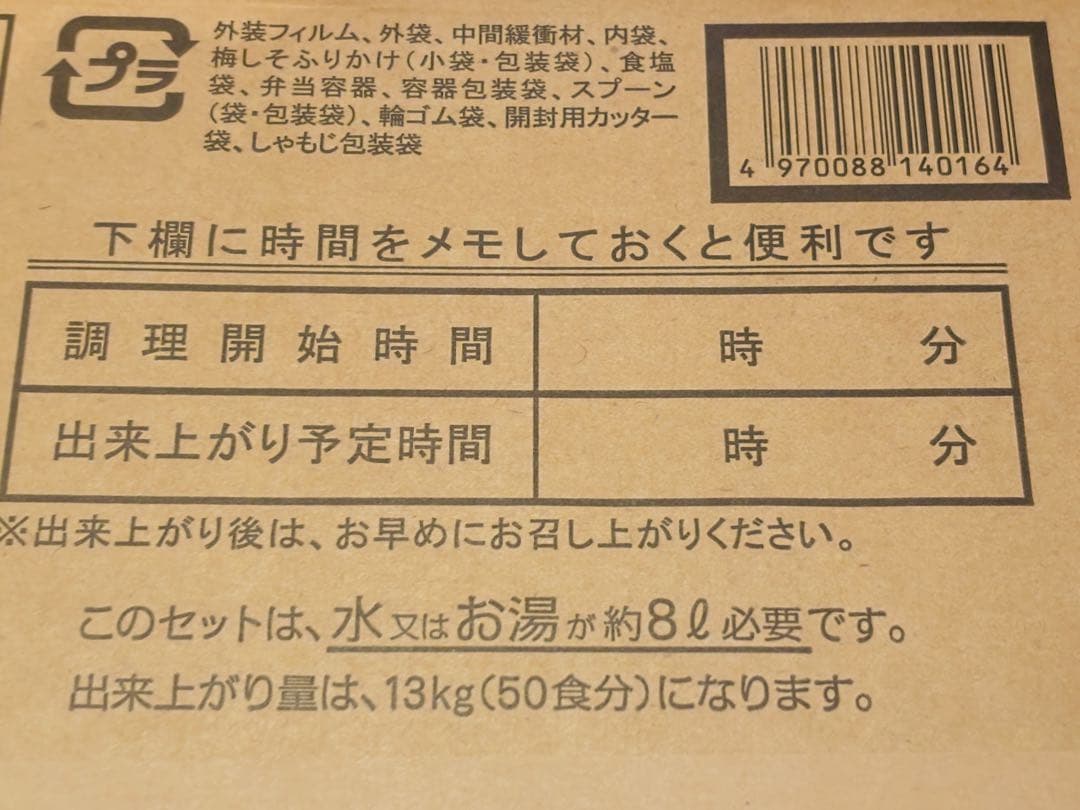 プラ
外装フィルム、外袋、中間緩衝材、内袋、
梅しそふりかけ(小袋・包装袋)、食塩
袋、弁当容器、容器包装袋、スプーン
(袋・包装袋)、輪ゴム袋、開封用カッター
袋、しゃもじ包装袋
4 970088 140164
下欄に時間をメモしておくと便利です
調理開始時間 時 分
出来上がり予定時間 時 分
※出来上がり後は、お早めにお召し上がりください。
このセットは、水又はお湯が約8ℓ必要です。
出来上がり量は、13kg(50食分)になります。